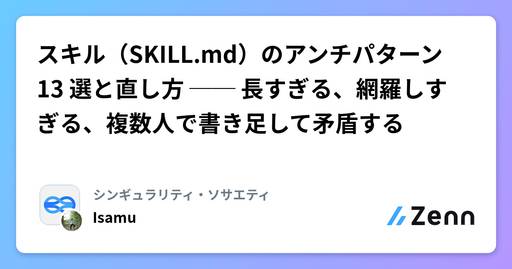 スキル（SKILL.md）のアンチパターン
13 選と直し方 ―― 長すぎる、網羅しす
ぎる、複数人で書き足して矛盾する
シンギュラリティ・ソサエティ
Isamu
Zenn